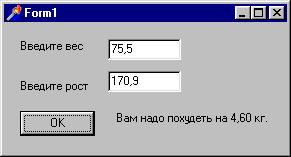 Form1
Введите вес
75,5
Введите рост
170,9
OK
Вам надо похудеть на 4,60 кг.